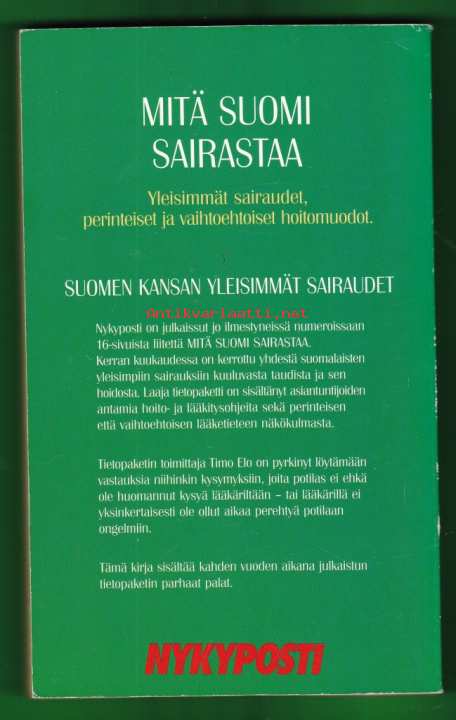 MITÄ SUOMI
SAIRASTAA
Yleisimmät sairaudet,
perinteiset ja vaihtoehtoiset hoitomuodot.
SUOMEN KANSAN YLEISIMMÄT SAIRAUDET
Antikvariaatti.net
Nykyposti on julkaissut jo ilmestyneissä numeroissaan
16-sivuista liitettä MITÄ SUOMI SAIRASTAA.
Kerran kuukaudessa on kerrottu yhdestä suomalaisten
yleisimpiin sairauksiin kuuluvasta taudista ja sen
hoidosta. Laaja tietopaketti on sisältänyt asiantuntijoiden
antamia hoito- ja lääkitysohjeita sekä perinteisen
että vaihtoehtoisen lääketieteen näkökulmasta.
Tietopaketin toimittaja Timo Elo on pyrkinyt löytämään
vastauksia niihinkin kysymyksiin, joita potilas ei ehkä
ole huomannut kysyä lääkäriltään – tai lääkärillä ei
yksinkertaisesti ole ollut aikaa perehtyä potilaan
ongelmiin.
Tämä kirja sisältää kahden vuoden aikana julkaistun
tietopaketin parhaat palat.
NYKYPOSTI